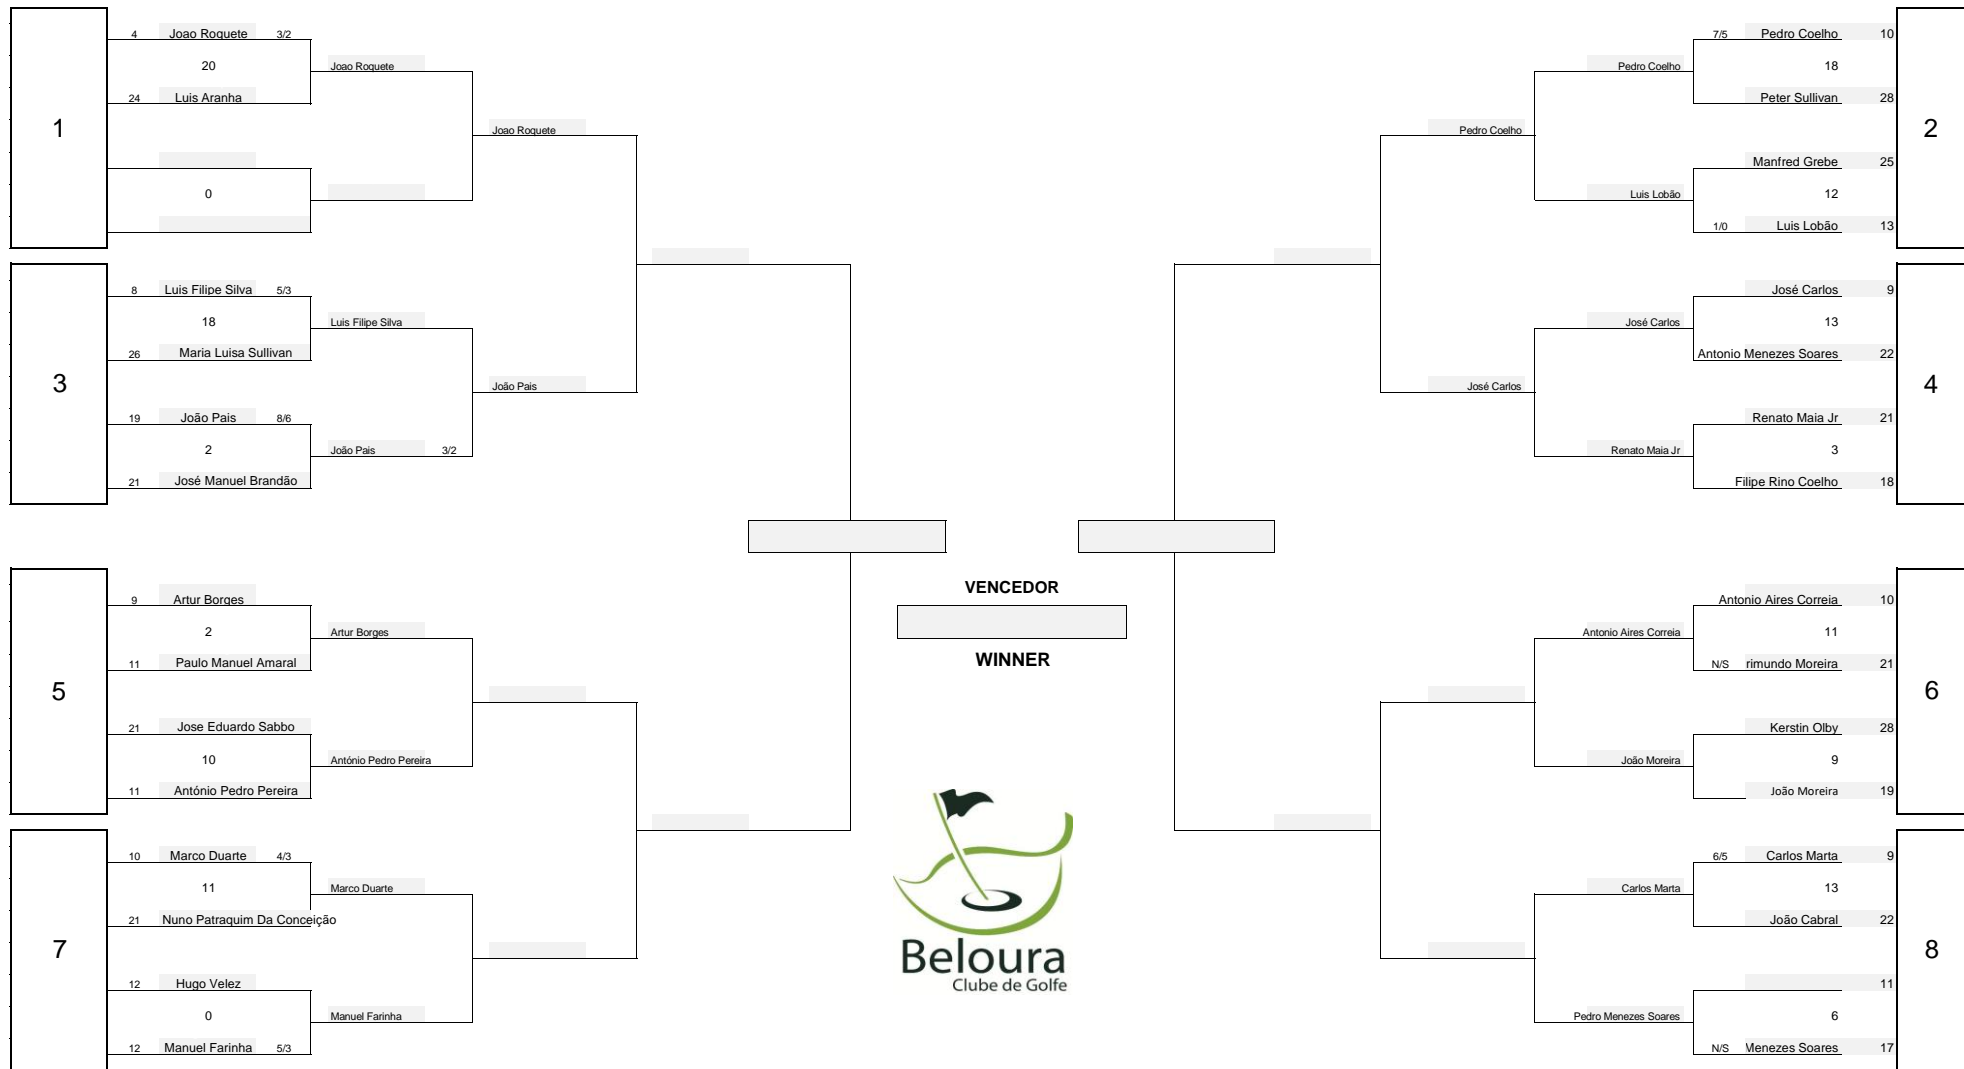 1
4 Joao Roquete 3/2
20
24 Luis Aranha
0
Joao Roquete
Joao Roquete
3
8 Luis Filipe Silva 5/3
18
26 Maria Luisa Sullivan
19 João Pais 8/6
2
21 José Manuel Brandão
Luis Filipe Silva
João Pais 3/2
João Pais
5
9 Artur Borges
2
11 Paulo Manuel Amaral
21 Jose Eduardo Sabbo
10
11 António Pedro Pereira
Artur Borges
António Pedro Pereira
7
10 Marco Duarte 4/3
11
21 Nuno Patraquim Da Conceição
12 Hugo Velez
0
12 Manuel Farinha 5/3
Marco Duarte
Manuel Farinha
VENCEDOR
WINNER
Beloura
Clube de Golfe
2
7/5 Pedro Coelho 10
18
Peter Sullivan 28
Manfred Grebe 25
12
1/0 Luis Lobão 13
Pedro Coelho
Luis Lobão
Pedro Coelho
4
José Carlos 9
13
Antonio Menezes Soares 22
Renato Maia Jr 21
3
Filipe Rino Coelho 18
José Carlos
Renato Maia Jr
José Carlos
6
Antonio Aires Correia 10
11
N/S rimundo Moreira 21
Kerstin Olby 28
9
João Moreira 19
Antonio Aires Correia
João Moreira
8
6/5 Carlos Marta 9
13
João Cabral 22
11
6
N/S Menezes Soares 17
Carlos Marta
Pedro Menezes Soares